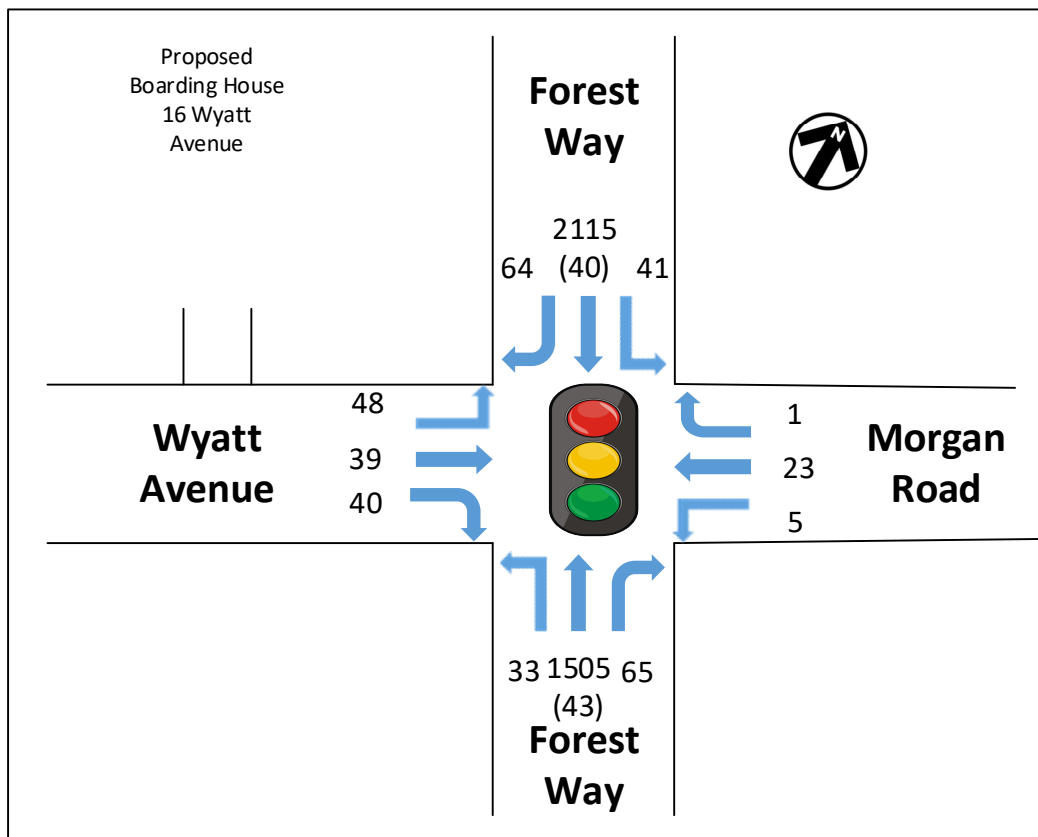 Proposed
Boarding House
16 Wyatt
Avenue
Forest
Way
N
2115
64 (40) 41
48
39
40
Wyatt
Avenue
1
23
5
Morgan
Road
33 1505 65
(43)
Forest
Way